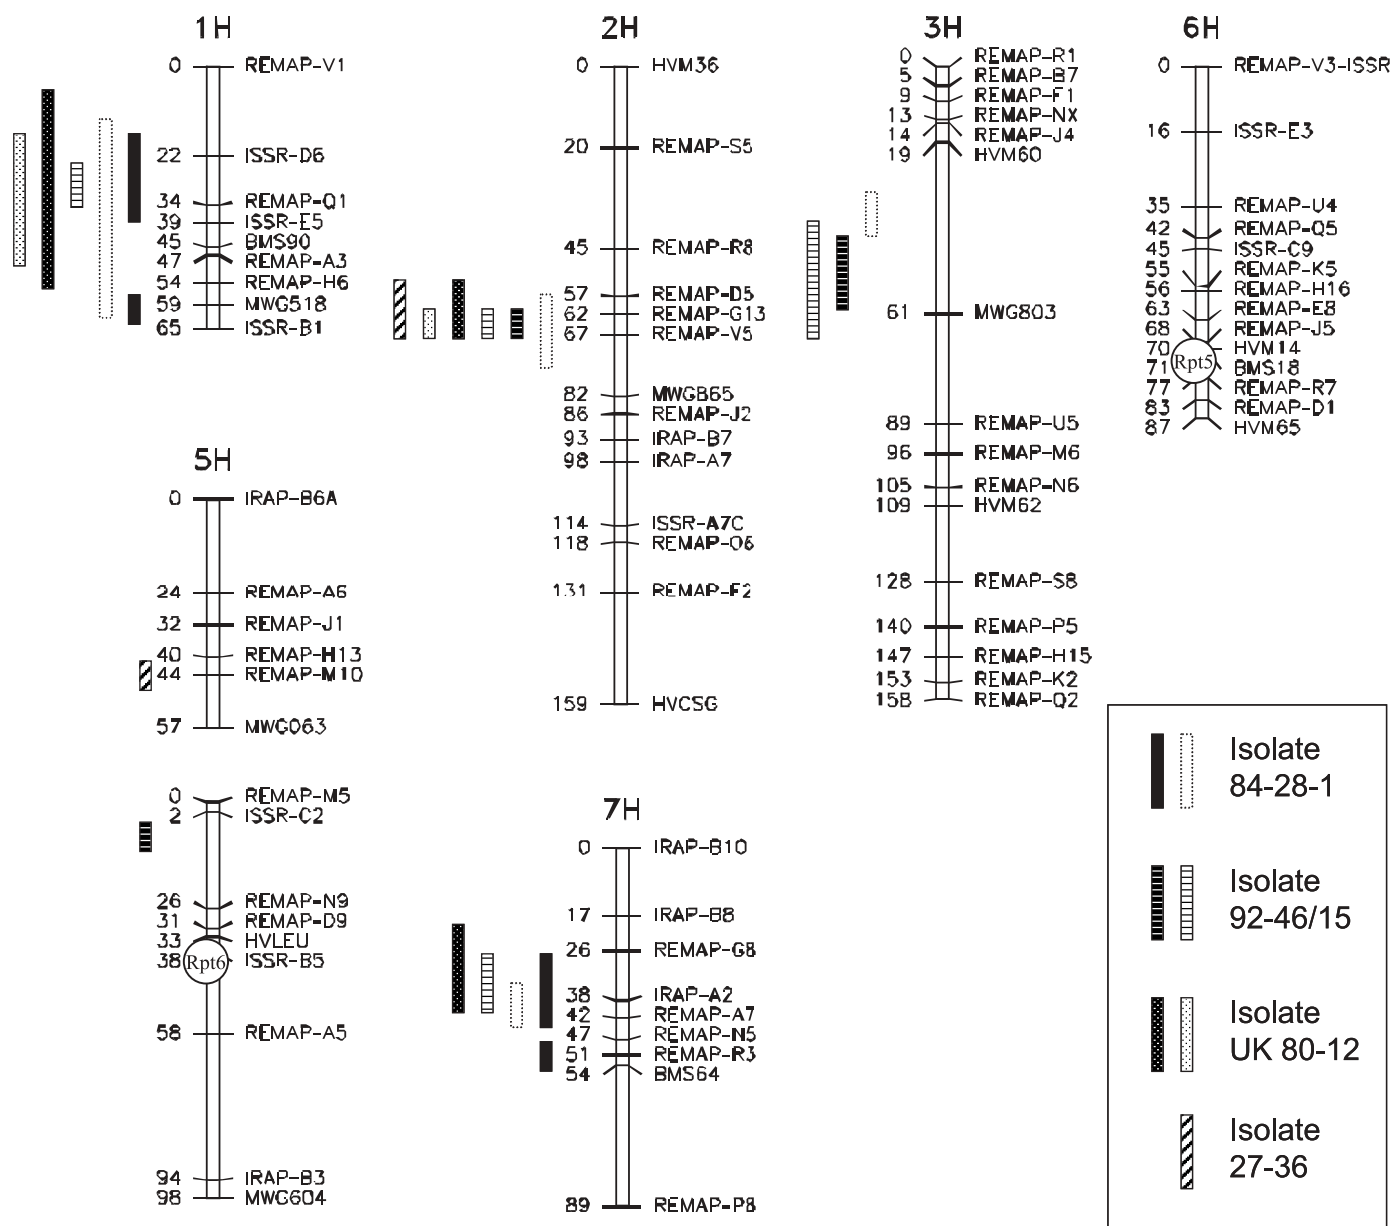 1H
0 REMAP-V1
22 ISSR-D6
34 REMAP-Q1
39 ISSR-E5
45 BMS90
47 REMAP-A3
54 REMAP-H6
59 MWG518
65 ISSR-B1
2H
0 HVM36
20 REMAP-S5
45 REMAP-R8
57 REMAP-D5
62 REMAP-G13
67 REMAP-V5
82 MWGB65
86 REMAP-J2
93 IRAP-B7
98 IRAP-A7
114 ISSR-A7C
118 REMAP-O6
131 REMAP-F2
159 HVCSG
3H
0 REMAP-R1
5 REMAP-B7
9 REMAP-F1
13 REMAP-NX
14 REMAP-J4
19 HVM60
61 MWG803
89 REMAP-U5
96 REMAP-M6
105 REMAP-N6
109 HVM62
128 REMAP-S8
140 REMAP-P5
147 REMAP-H15
153 REMAP-K2
158 REMAP-Q2
6H
0 REMAP-V3-ISSR
16 ISSR-E3
35 REMAP-U4
42 REMAP-Q5
45 ISSR-C9
55 REMAP-K5
56 REMAP-H16
63 REMAP-E8
68 REMAP-J5
70 HVM14
71 Rpt5 BMS18
77 REMAP-R7
83 REMAP-D1
87 HVM65
5H
0 IRAP-B6A
24 REMAP-A6
32 REMAP-J1
40 REMAP-H13
44 REMAP-M10
57 MWG063
0 REMAP-M5
2 ISSR-C2
26 REMAP-N9
31 REMAP-D9
33 HVLEU
38 Rpt6 ISSR-B5
58 REMAP-A5
94 IRAP-B3
98 MWG604
7H
0 IRAP-B10
17 IRAP-B8
26 REMAP-G8
38 IRAP-A2
42 REMAP-A7
47 REMAP-N5
51 REMAP-R3
54 BMS64
89 REMAP-P8
Isolate
84-28-1
Isolate
92-46/15
Isolate
UK 80-12
Isolate
27-36